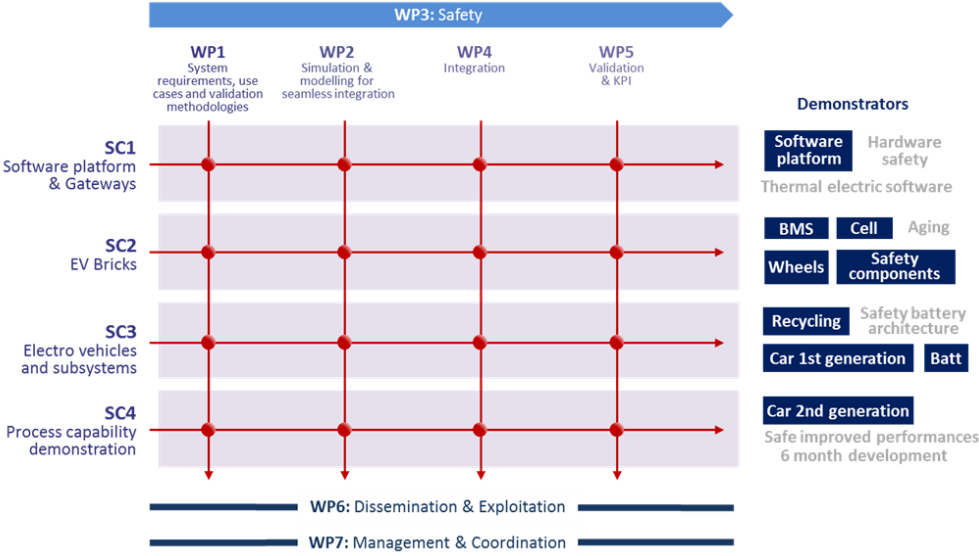 WP3: Safety
WP1
System
requirements, use
cases and validation
methodologies
WP2
Simulation &
modelling for
seamless integration
WP4
Integration
WP5
Validation
& KPI
Demonstrators
SC1
Software platform
& Gateways
Software
platform
Hardware
safety
Thermal electric software
SC2
EV Bricks
BMS
Cell
Aging
Wheels
Safety
components
SC3
Electro vehicles
and subsystems
Recycling
Safety battery
architecture
Car 1st generation
Batt
SC4
Process capability
demonstration
Car 2nd generation
Safe improved performances
6 month development
WP6: Dissemination & Exploitation
WP7: Management & Coordination